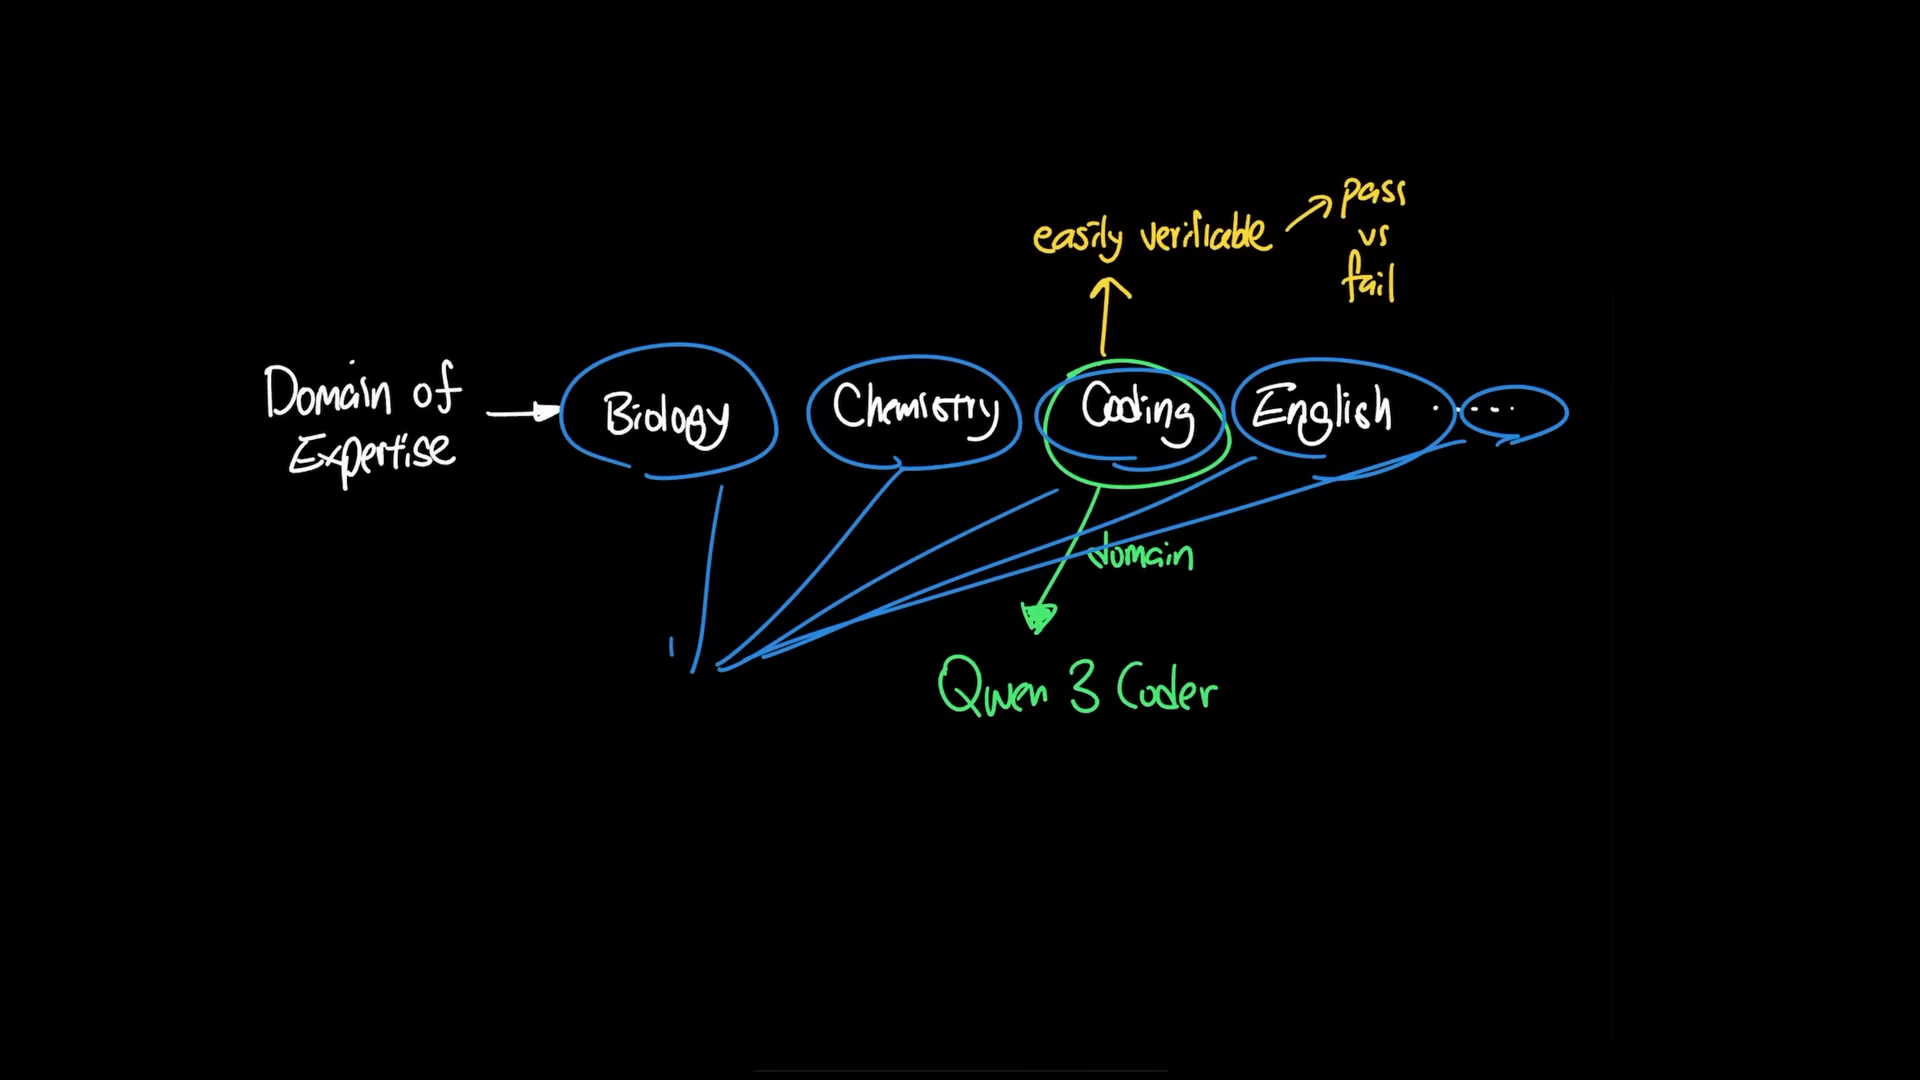 pass
easily verifiable
vs
fail
Domain of
Expertise
Biology
Chemistry
Coding
English .....
domain
Qwen 3 Coder